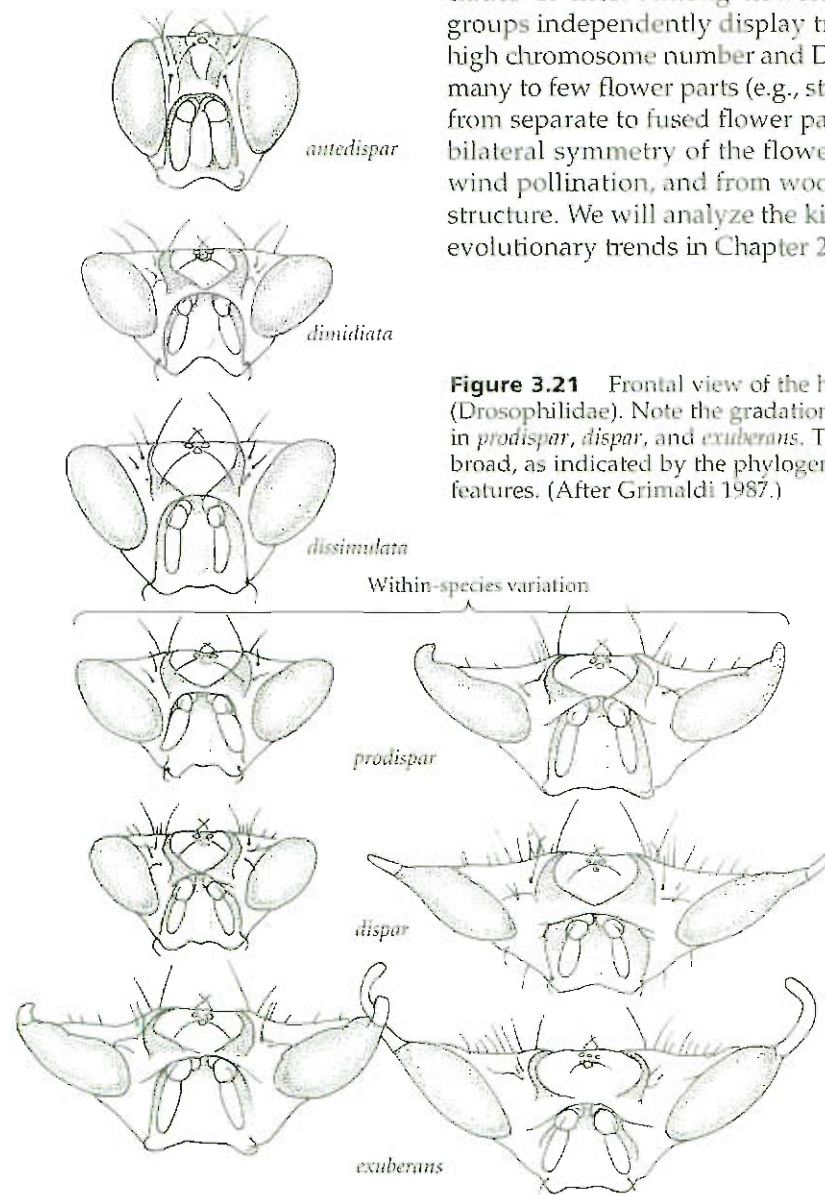 groups independently display tr
high chromosome number and D
many to few flower parts (e.g., st
from separate to fused flower pa
bilateral symmetry of the flowe
wind pollination, and from woo
structure. We will analyze the ki
evolutionary trends in Chapter 2
antedispar
dimidiata
dissimulata
Figure 3.21 Frontal view of the h
(Drosophilidae). Note the gradation
in prodispar, dispar, and exuberans. T
broad, as indicated by the phylogen
features. (After Grimaldi 1987.)
Within-species variation
prodispar
dispar
exuberans